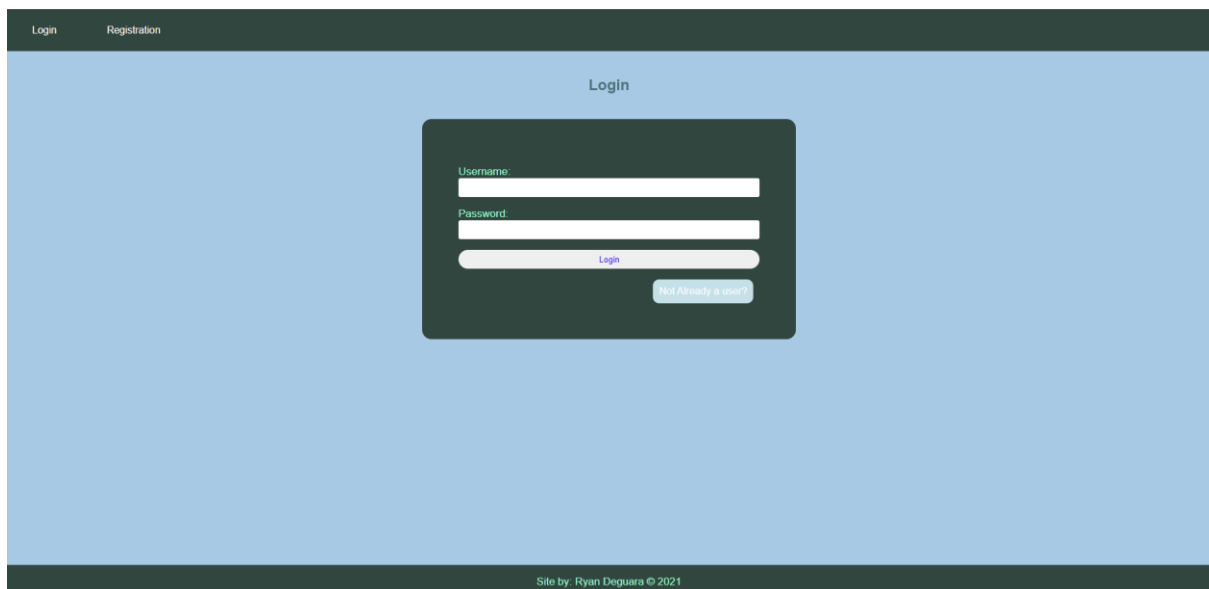 Login Registration
Login
Username:
Password:
Login
Not Already a user?
Site by: Ryan Deguara © 2021